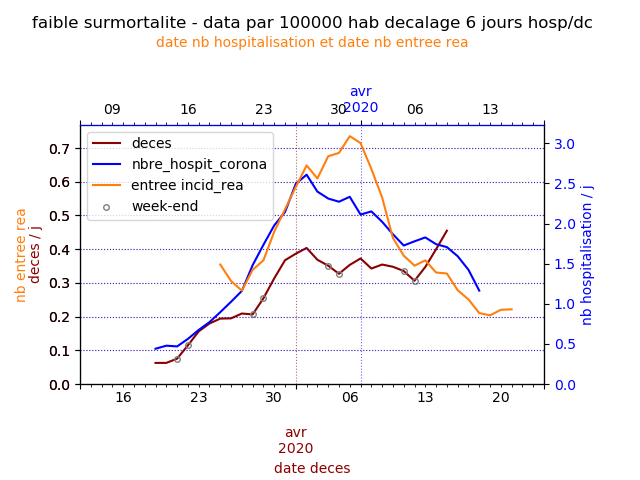 faible surmortalite - data par 100000 hab decalage 6 jours hosp/dc
date nb hospitalisation et date nb entree rea
avr
2020
09 16 23 30 06 13
deces
nbre_hospit_corona
entree incid_rea
week-end
0.7
0.6
0.5
0.4
0.3
0.2
0.1
0.0
nb entree rea
deces / j
3.0
2.5
2.0
1.5
1.0
0.5
0.0
nb hospitalisation / j
16 23 30 06 13 20
avr
2020
date deces